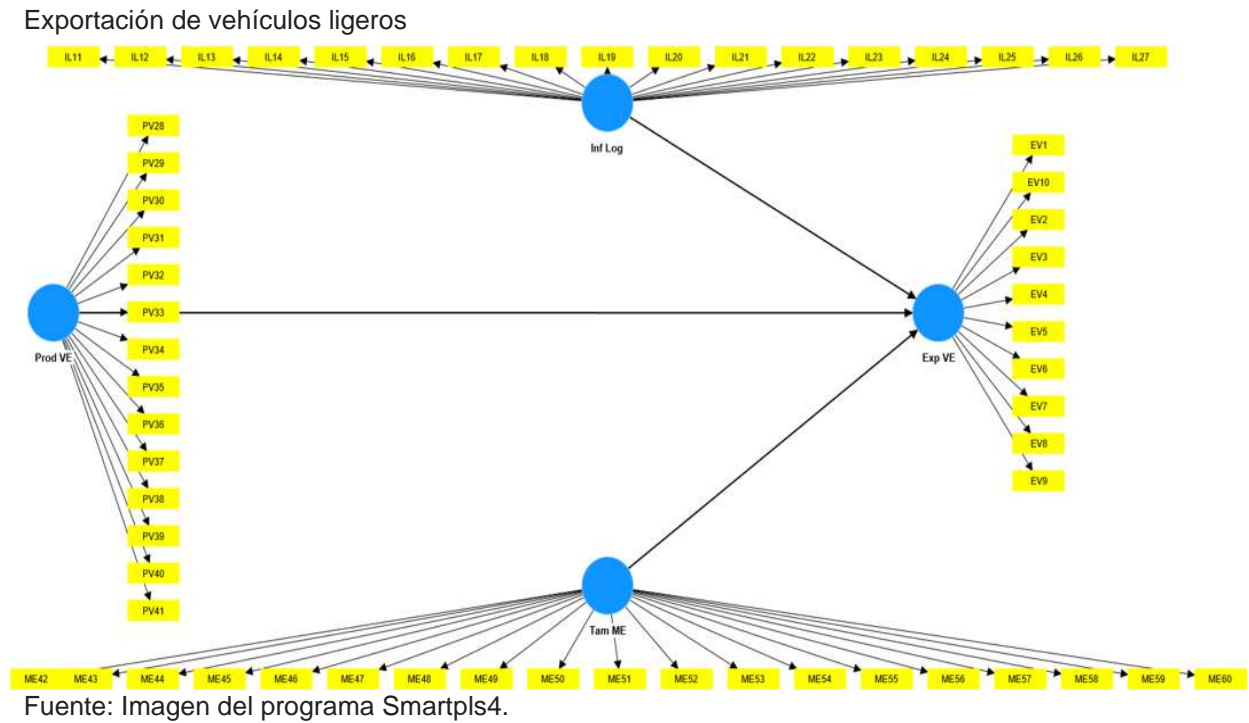 Exportación de vehículos ligeros
IL11 IL12 IL13 IL14 IL15 IL16 IL17 IL18 IL19 IL20 IL21 IL22 IL23 IL24 IL25 IL26 IL27
Inf Log
PV28
PV29
PV30
PV31
PV32
PV33
PV34
PV35
PV36
PV37
PV38
PV39
PV40
PV41
Prod VE
EV1
EV10
EV2
EV3
EV4
EV5
EV6
EV7
EV8
EV9
Exp VE
Tam ME
ME42 ME43 ME44 ME45 ME46 ME47 ME48 ME49 ME50 ME51 ME52 ME53 ME54 ME55 ME56 ME57 ME58 ME59 ME60
Fuente: Imagen del programa Smartpls4.